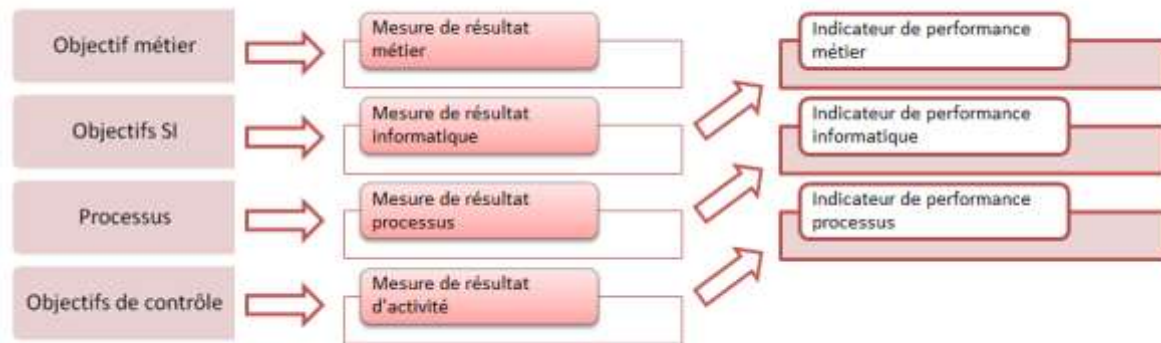 Objectif métier
Mesure de résultat
métier
Indicateur de performance
métier
Objectifs SI
Mesure de résultat
informatique
Indicateur de performance
informatique
Processus
Mesure de résultat
processus
Indicateur de performance
processus
Objectifs de contrôle
Mesure de résultat
d'activité